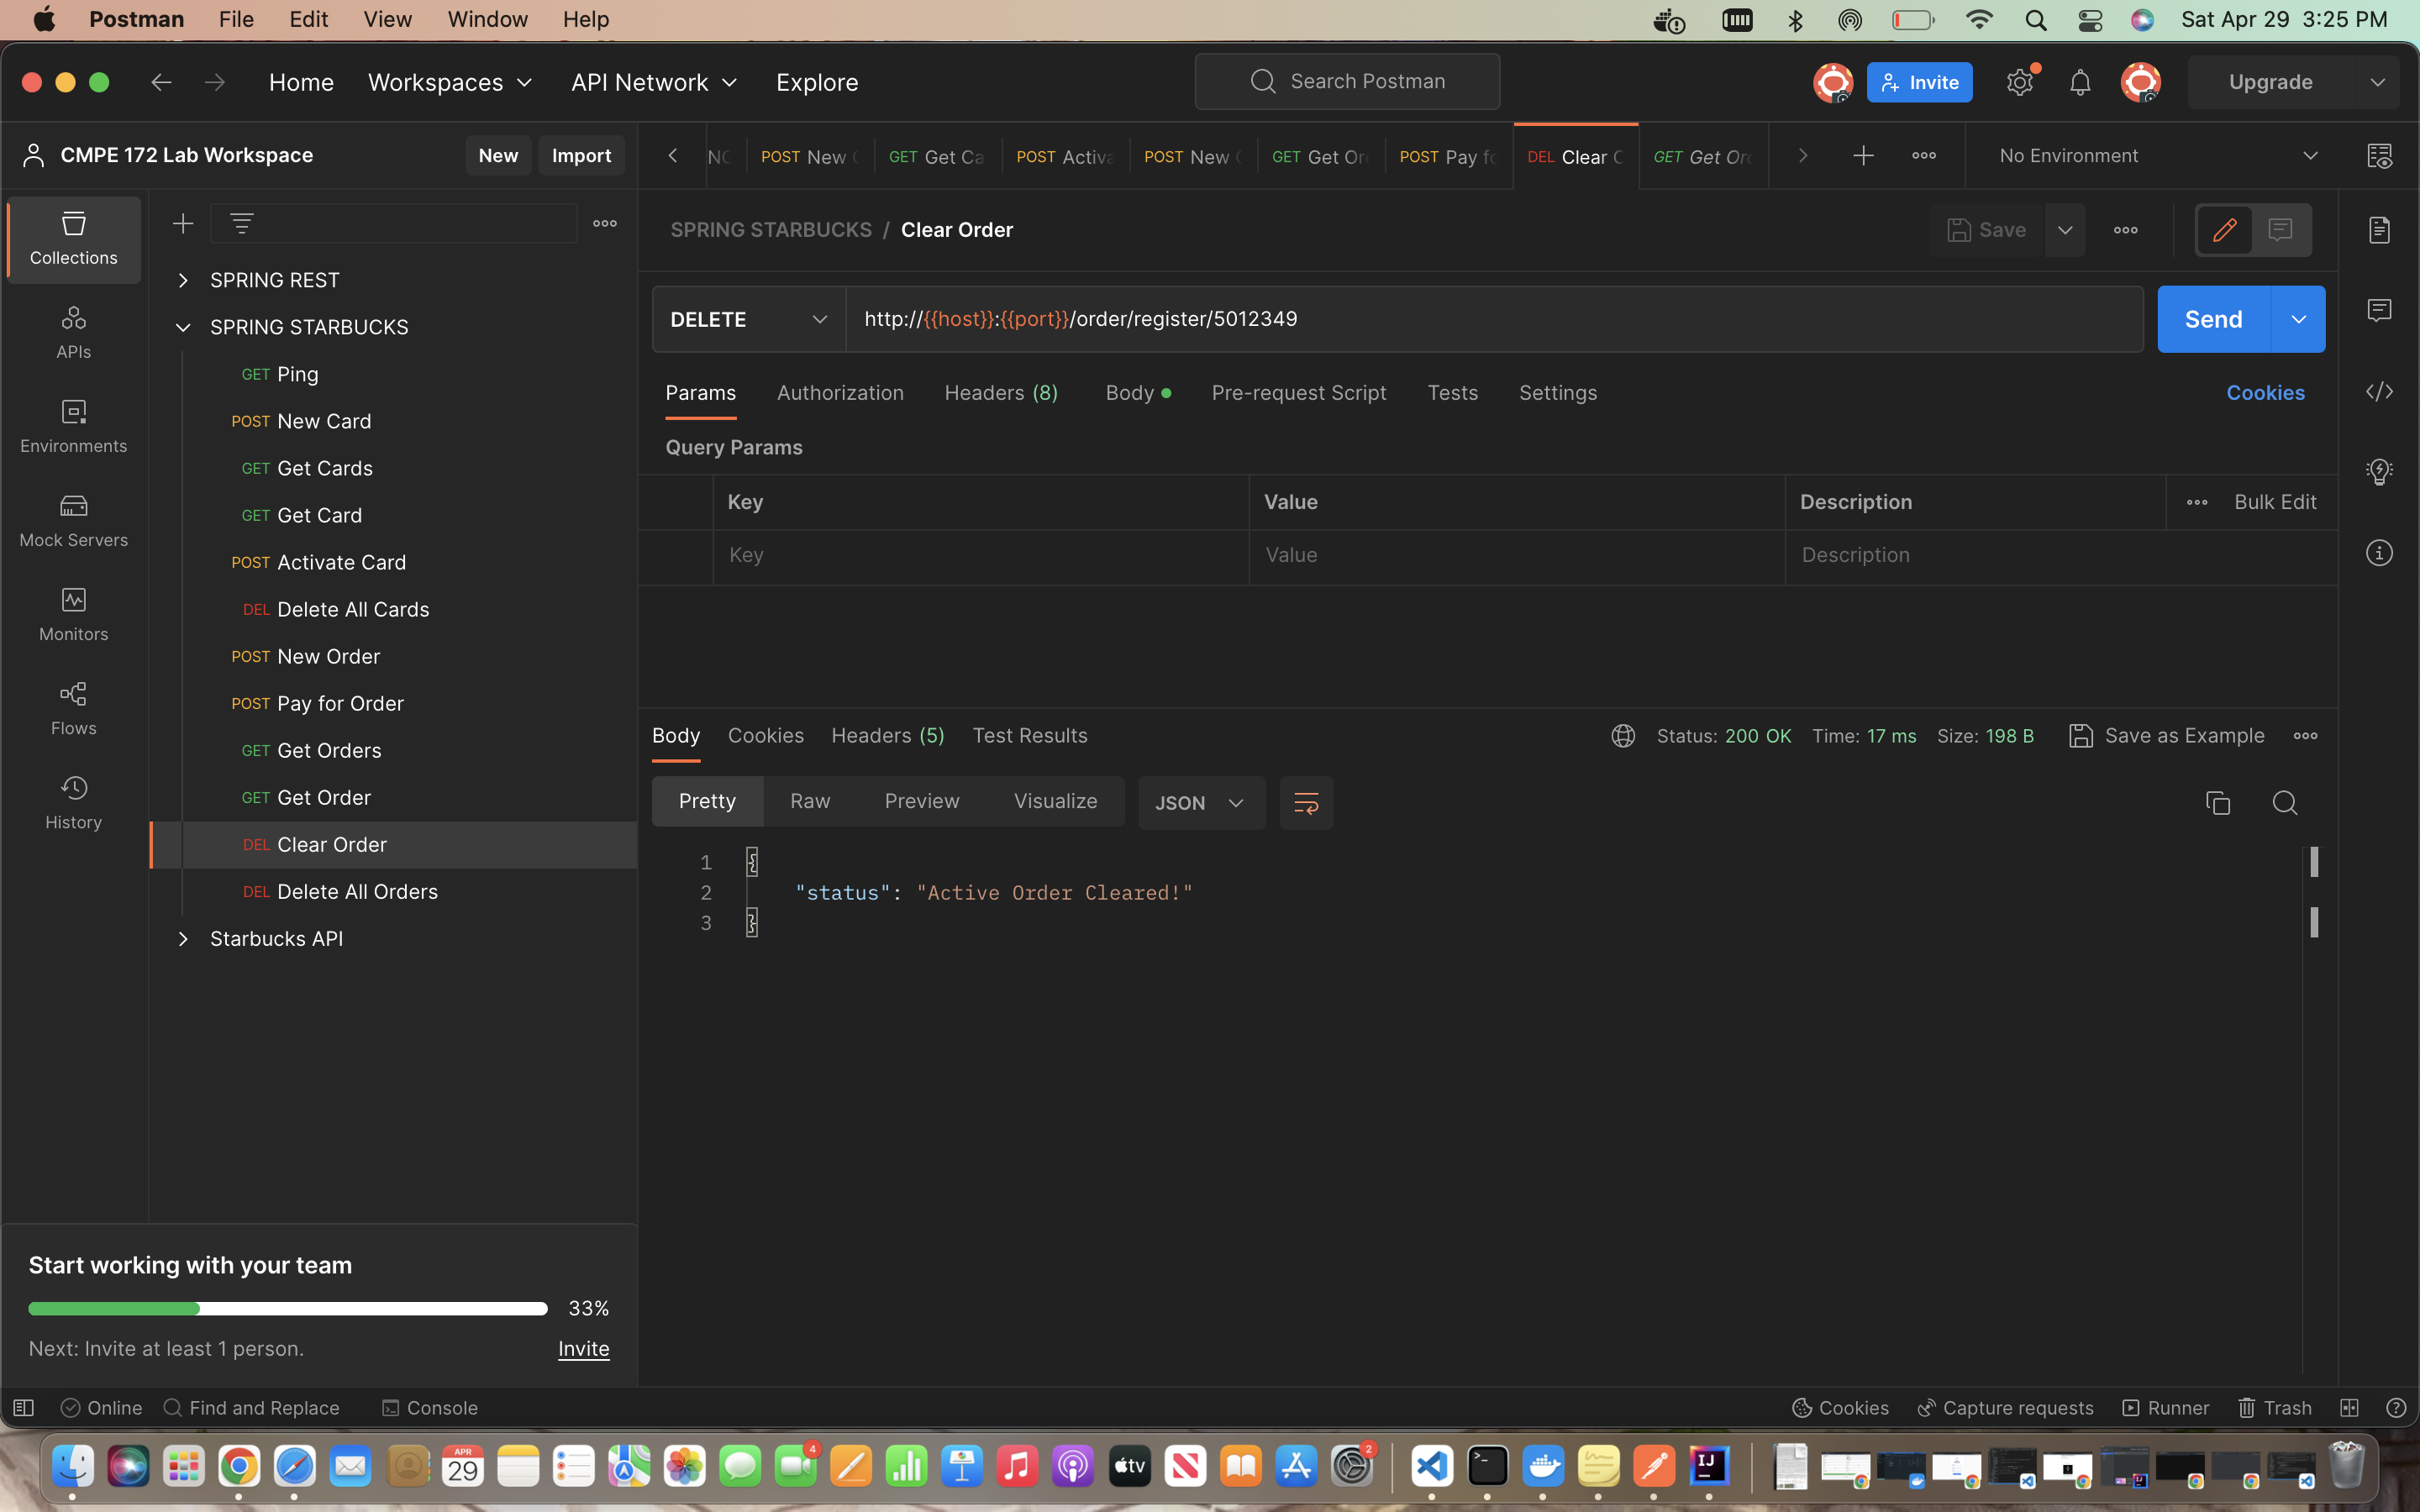 Postman File Edit View Window Help Sat Apr 29 3:25 PM
Home Workspaces API Network Explore Search Postman Invite Upgrade
CMPE 172 Lab Workspace New Import
POST New GET Get Ca POST Activa POST New GET Get Or POST Pay fo DEL Clear GET Get Ord No Environment
Collections
APIs
Environments
Mock Servers
Monitors
Flows
History
SPRING REST
SPRING STARBUCKS
GET Ping
POST New Card
GET Get Cards
GET Get Card
POST Activate Card
DEL Delete All Cards
POST New Order
POST Pay for Order
GET Get Orders
GET Get Order
DEL Clear Order
DEL Delete All Orders
Starbucks API
SPRING STARBUCKS / Clear Order Save
DELETE http://{{host}}:{{port}}/order/register/5012349 Send
Params Authorization Headers (8) Body Pre-request Script Tests Settings Cookies
Query Params
Key Value Description Bulk Edit
Key Value Description
Body Cookies Headers (5) Test Results Status: 200 OK Time: 17 ms Size: 198 B Save as Example
Pretty Raw Preview Visualize JSON
1 {
2 "status": "Active Order Cleared!"
3 }
Start working with your team
33%
Next: Invite at least 1 person. Invite
Online Find and Replace Console Cookies Capture requests Runner Trash
4 APR 29 tv 2 IJ